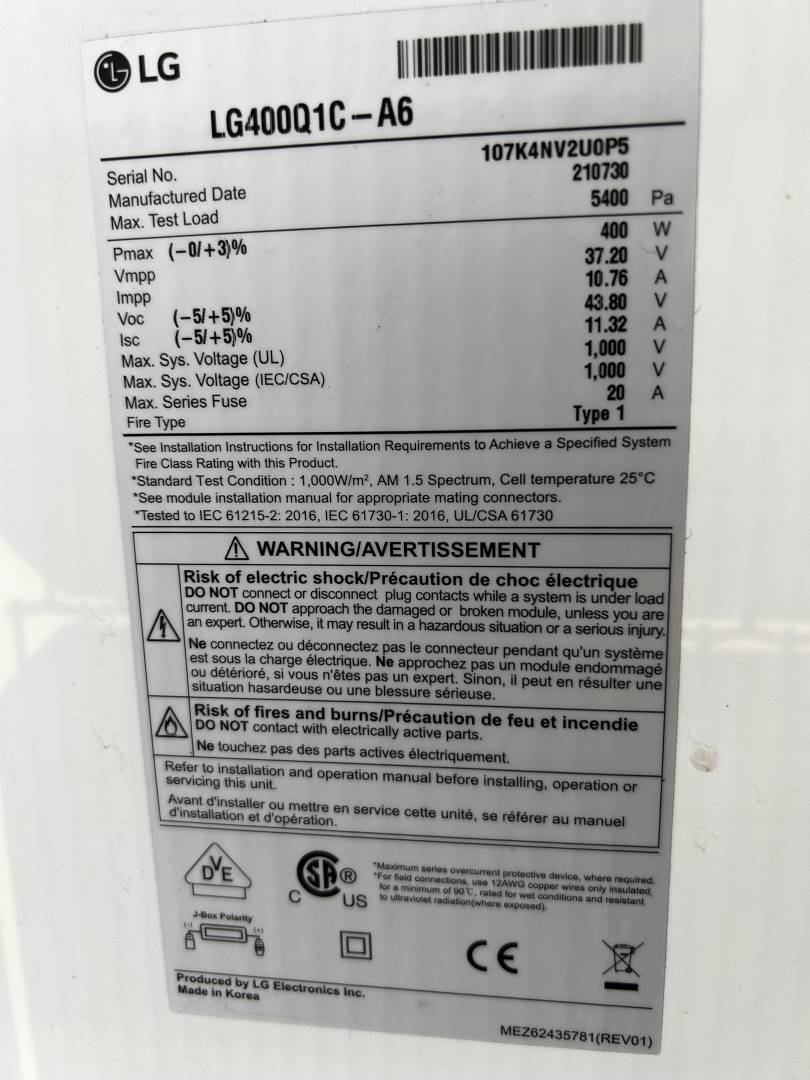 LG
LG400Q1C-A6
Serial No. 107K4NV2U0P5
Manufactured Date 210730
Max. Test Load 5400 Pa
Pmax (-0/+3)% 400 W
Vmpp 37.20 V
Impp 10.76 A
Voc (-5/+5)% 43.80 V
Isc (-5/+5)% 11.32 A
Max. Sys. Voltage (UL) 1,000 V
Max. Sys. Voltage (IEC/CSA) 1,000 V
Max. Series Fuse 20 A
Fire Type Type 1
*See Installation Instructions for Installation Requirements to Achieve a Specified System
Fire Class Rating with this Product.
*Standard Test Condition : 1,000W/m², AM 1.5 Spectrum, Cell temperature 25°C
*See module installation manual for appropriate mating connectors.
*Tested to IEC 61215-2: 2016, IEC 61730-1: 2016, UL/CSA 61730
WARNING/AVERTISSEMENT
Risk of electric shock/Précaution de choc électrique
DO NOT connect or disconnect plug contacts while a system is under load
current. DO NOT approach the damaged or broken module, unless you are
an expert. Otherwise, it may result in a hazardous situation or a serious injury.
Ne connectez ou déconnectez pas le connecteur pendant qu'un système
est sous la charge électrique. Ne approchez pas un module endommagé
ou détérioré, si vous n'êtes pas un expert. Sinon, il peut en résulter une
situation hasardeuse ou une blessure sérieuse.
Risk of fires and burns/Précaution de feu et incendie
DO NOT contact with electrically active parts.
Ne touchez pas des parts actives électriquement.
Refer to installation and operation manual before installing, operation or
servicing this unit.
Avant d'installer ou mettre en service cette unité, se référer au manuel
d'installation et d'opération.
DVE
C SA ® US
*Maximum series overcurrent protective device, where required.
*For field connections, use 12AWG copper wires only insulated,
for a minimum of 90℃, rated for wet conditions and resistant
to ultraviolet radiation(where exposed).
J-Box Polarity
(-) (+)
CE
Produced by LG Electronics Inc.
Made in Korea
MEZ62435781(REV01)